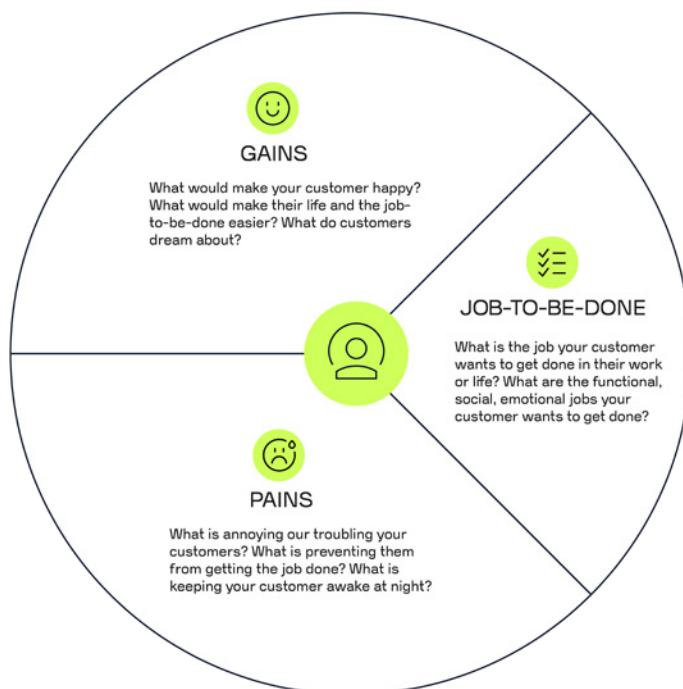 GAINS
What would make your customer happy?
What would make their life and the job-
to-be-done easier? What do customers
dream about?
JOB-TO-BE-DONE
What is the job your customer
wants to get done in their work
or life? What are the functional,
social, emotional jobs your
customer wants to get done?
PAINS
What is annoying our troubling your
customers? What is preventing them
from getting the job done? What is
keeping your customer awake at night?